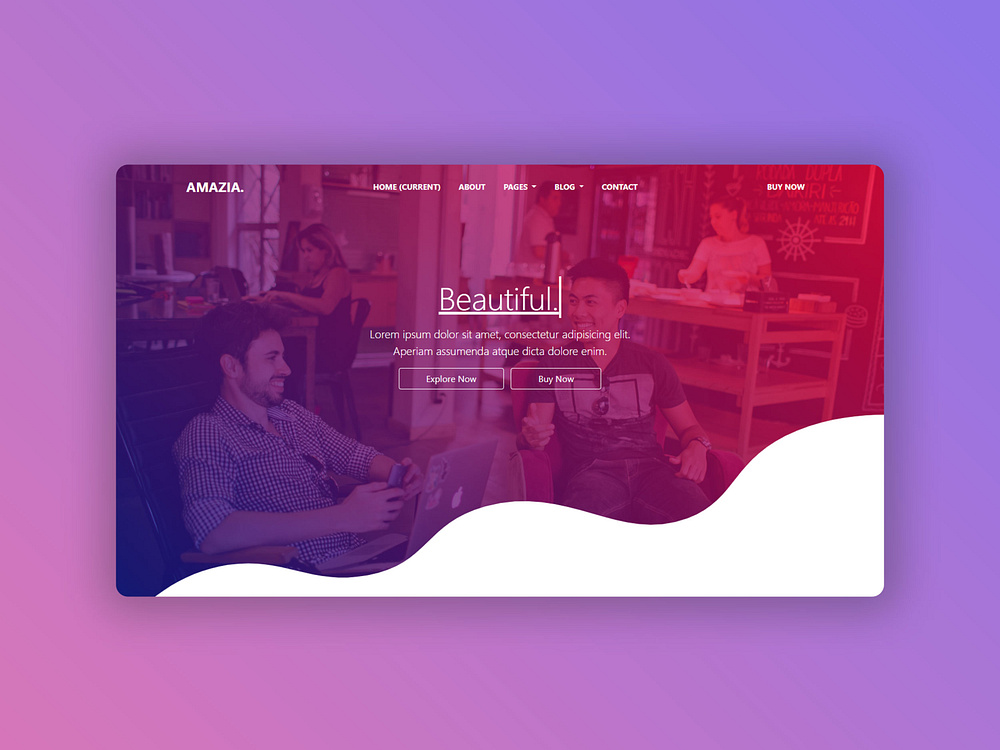 AMAZIA. HOME (CURRENT) ABOUT PAGES BLOG CONTACT BUY NOW
Beautiful.
Lorem ipsum dolor sit amet, consectetur adipisicing elit.
Aperiam assumenda atque dicta dolore enim.
Explore Now Buy Now